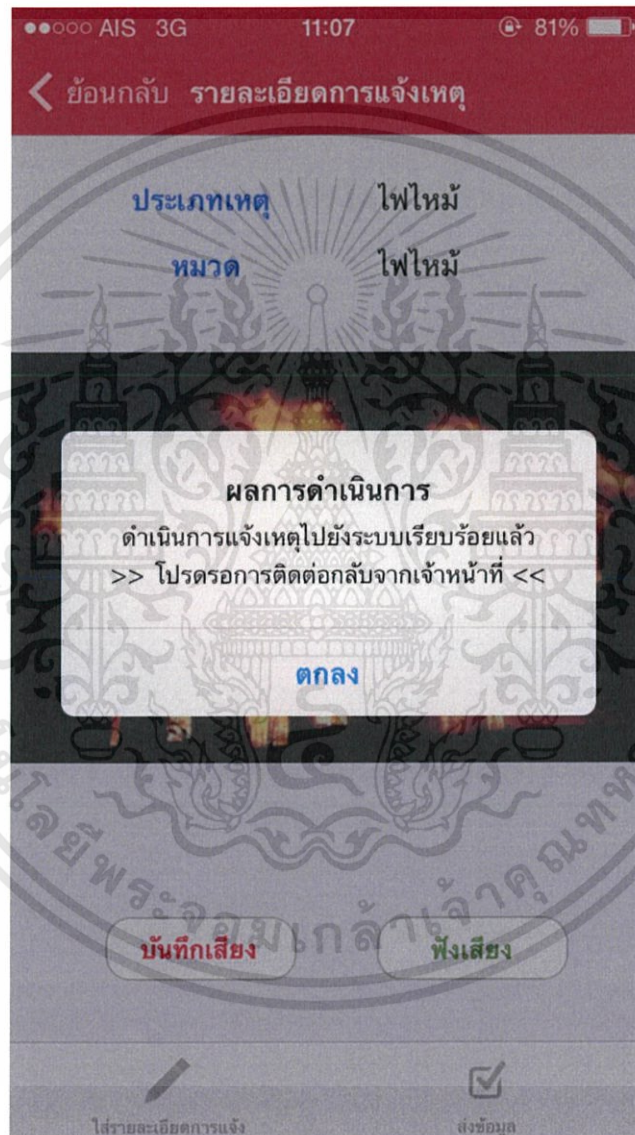 ●●○○○ AIS 3G 11:07 81%
ย้อนกลับ รายละเอียดการแจ้งเหตุ
ประเภทเหตุ ไฟไหม้
หมวด ไฟไหม้
ผลการดำเนินการ
ดำเนินการแจ้งเหตุไปยังระบบเรียบร้อยแล้ว
>> โปรดรอการติดต่อกลับจากเจ้าหน้าที่ <<
ตกลง
บันทึกเสียง ฟังเสียง
ใส่รายละเอียดการแจ้ง ส่งข้อมูล